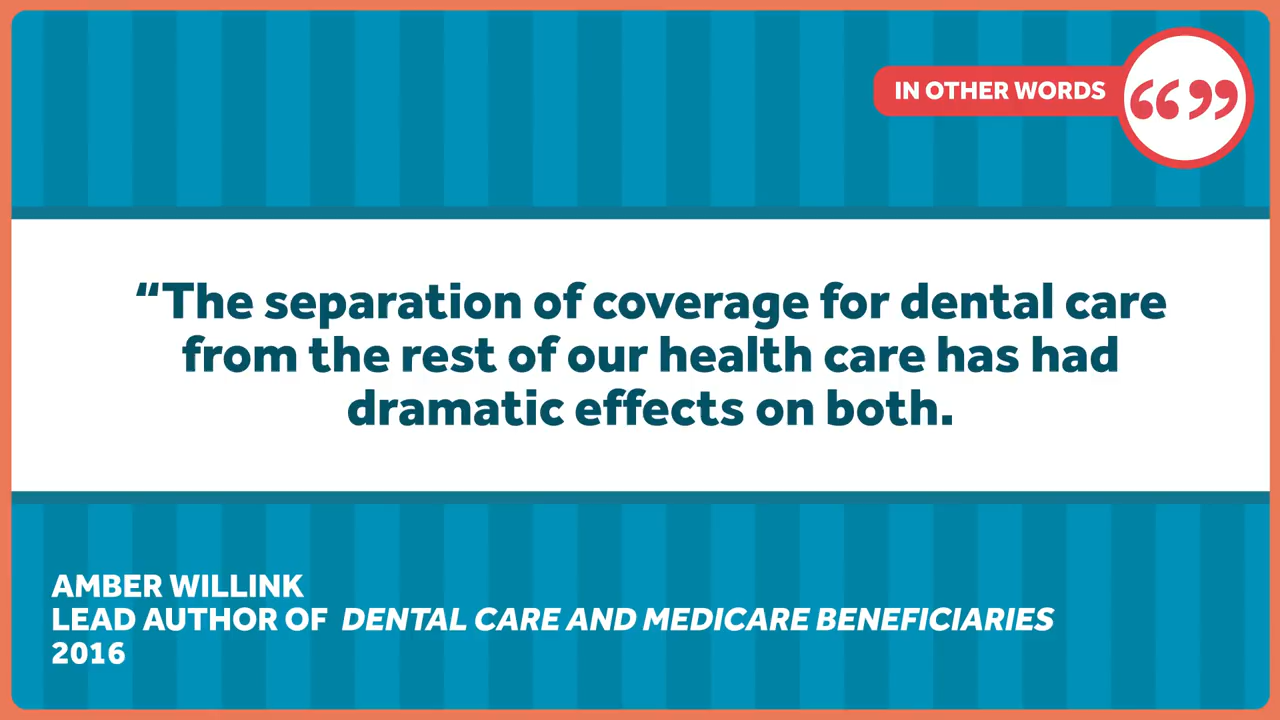 IN OTHER WORDS
“ ”
“The separation of coverage for dental care
from the rest of our health care has had
dramatic effects on both.
AMBER WILLINK
LEAD AUTHOR OF DENTAL CARE AND MEDICARE BENEFICIARIES
2016